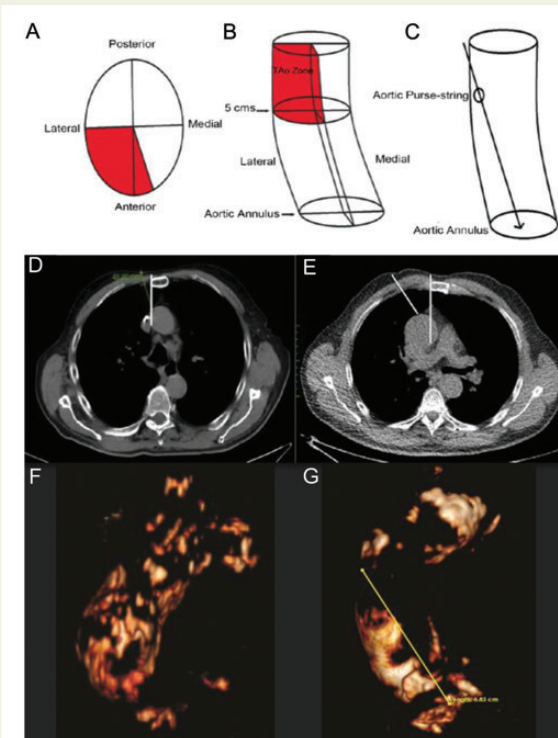 A
Posterior
Lateral
Medial
Anterior
B
TAo Zone
5 cms
Lateral
Medial
Aortic Annulus
C
Aortic Purse-string
Aortic Annulus
D
E
F
G